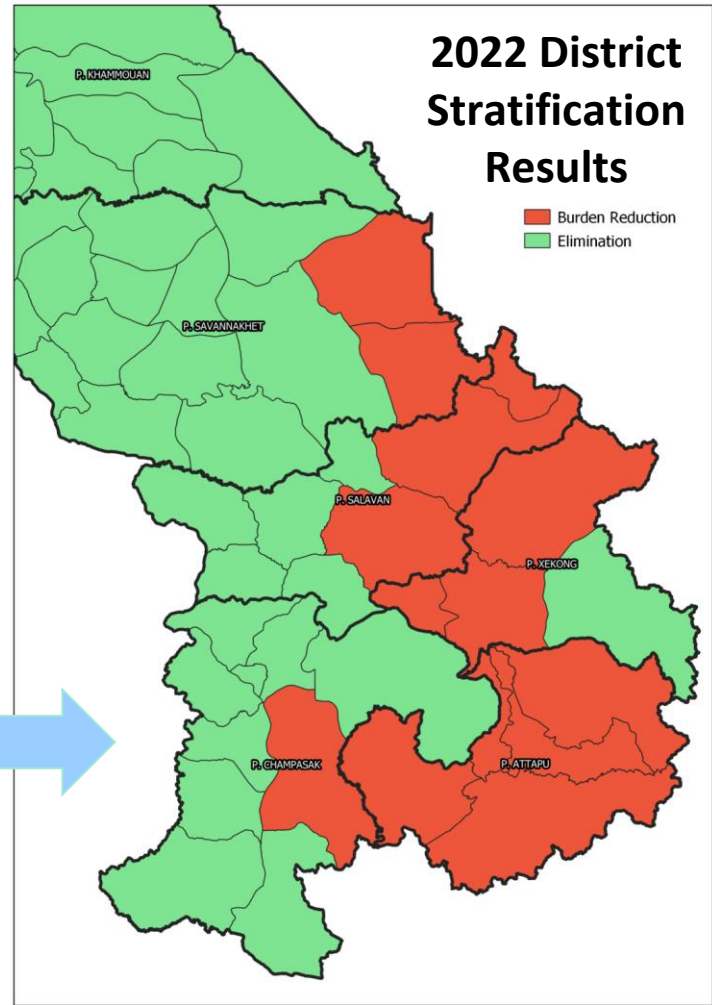 2022 District
Stratification
Results
Burden Reduction
Elimination
P. KHAMMOUAN
P. SAVANNAKHET
P. SALAVAN
P. XEKONG
P. CHAMPASAK
P. ATTAPU